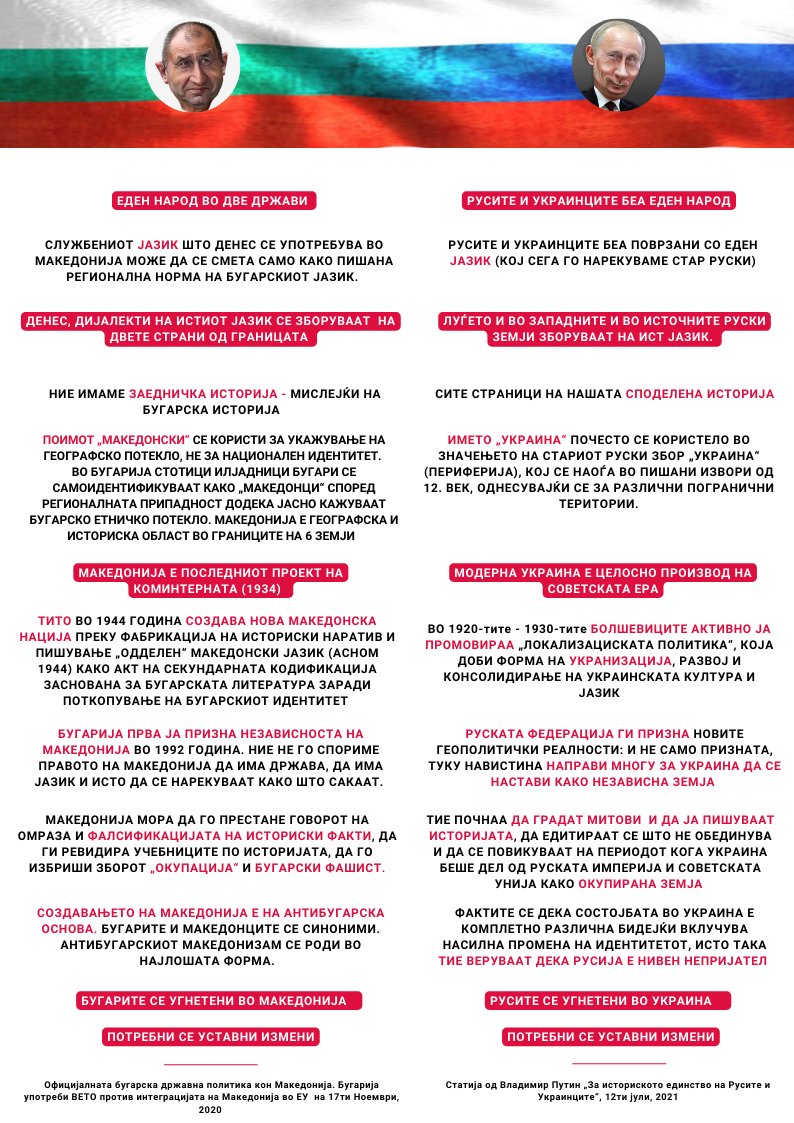 ЕДЕН НАРОД ВО ДВЕ ДРЖАВИ
СЛУЖБЕНИОТ ЈАЗИК ШТО ДЕНЕС СЕ УПОТРЕБУВА ВО
МАКЕДОНИЈА МОЖЕ ДА СЕ СМЕТА САМО КАКО ПИШАНА
РЕГИОНАЛНА НОРМА НА БУГАРСКИОТ ЈАЗИК.
ДЕНЕС, ДИЈАЛЕКТИ НА ИСТИОТ ЈАЗИК СЕ ЗБОРУВААТ НА
ДВЕТЕ СТРАНИ ОД ГРАНИЦАТА
НИЕ ИМАМЕ ЗАЕДНИЧКА ИСТОРИЈА - МИСЛЕЈЌИ НА
БУГАРСКА ИСТОРИЈА
ПОИМОТ „МАКЕДОНСКИ“ СЕ КОРИСТИ ЗА УКАЖУВАЊЕ НА
ГЕОГРАФСКО ПОТЕКЛО, НЕ ЗА НАЦИОНАЛЕН ИДЕНТИТЕТ.
ВО БУГАРИЈА СТОТИЦИ ИЛЈАДНИЦИ БУГАРИ СЕ
САМОИДЕНТИФИКУВААТ КАКО „МАКЕДОНЦИ“ СПОРЕД
РЕГИОНАЛНАТА ПРИПАДНОСТ ДОДЕКА ЈАСНО КАЖУВААТ
БУГАРСКО ЕТНИЧКО ПОТЕКЛО. МАКЕДОНИЈА Е ГЕОГРАФСКА И
ИСТОРИСКА ОБЛАСТ ВО ГРАНИЦИТЕ НА 6 ЗЕМЈИ
МАКЕДОНИЈА Е ПОСЛЕДНИОТ ПРОЕКТ НА
КОМИНТЕРНАТА (1934)
ТИТО ВО 1944 ГОДИНА СОЗДАВА НОВА МАКЕДОНСКА
НАЦИЈА ПРЕКУ ФАБРИКАЦИЈА НА ИСТОРИСКИ НАРАТИВ И
ПИШУВАЊЕ „ОДДЕЛЕН“ МАКЕДОНСКИ ЈАЗИК (АСНОМ
1944) КАКО АКТ НА СЕКУНДАРНАТА КОДИФИКАЦИЈА
ЗАСНОВАНА ЗА БУГАРСКАТА ЛИТЕРАТУРА ЗАРАДИ
ПОТКОПУВАЊЕ НА БУГАРСКИОТ ИДЕНТИТЕТ
БУГАРИЈА ПРВА ЈА ПРИЗНА НЕЗАВИСНОСТА НА
МАКЕДОНИЈА ВО 1992 ГОДИНА. НИЕ НЕ ГО СПОРИМЕ
ПРАВОТО НА МАКЕДОНИЈА ДА ИМА ДРЖАВА, ДА ИМА
ЈАЗИК И ИСТО ДА СЕ НАРЕКУВААТ КАКО ШТО САКААТ.
МАКЕДОНИЈА МОРА ДА ГО ПРЕСТАНЕ ГОВОРОТ НА
ОМРАЗА И ФАЛСИФИКАЦИЈАТА НА ИСТОРИСКИ ФАКТИ, ДА
ГИ РЕВИДИРА УЧЕБНИЦИТЕ ПО ИСТОРИЈАТА, ДА ГО
ИЗБРИШИ ЗБОРОТ „ОКУПАЦИЈА“ И БУГАРСКИ ФАШИСТ.
СОЗДАВАЊЕТО НА МАКЕДОНИЈА Е НА АНТИБУГАРСКА
ОСНОВА. БУГАРИТЕ И МАКЕДОНЦИТЕ СЕ СИНОНИМИ.
АНТИБУГАРСКИОТ МАКЕДОНИЗАМ СЕ РОДИ ВО
НАЈЛОШАТА ФОРМА.
БУГАРИТЕ СЕ УГНЕТЕНИ ВО МАКЕДОНИЈА
ПОТРЕБНИ СЕ УСТАВНИ ИЗМЕНИ
Официјалната бугарска државна политика кон Македонија. Бугарија
употреби ВЕТО против интеграцијата на Македонија во ЕУ на 17ти Ноември,
2020
РУСИТЕ И УКРАИНЦИТЕ БЕА ЕДЕН НАРОД
РУСИТЕ И УКРАИНЦИТЕ БЕА ПОВРЗАНИ СО ЕДЕН
ЈАЗИК (КОЈ СЕГА ГО НАРЕКУВАМЕ СТАР РУСКИ)
ЛУЃЕТО И ВО ЗАПАДНИТЕ И ВО ИСТОЧНИТЕ РУСКИ
ЗЕМЈИ ЗБОРУВААТ НА ИСТ ЈАЗИК.
СИТЕ СТРАНИЦИ НА НАШАТА СПОДЕЛЕНА ИСТОРИЈА
ИМЕТО „УКРАИНА“ ПОЧЕСТО СЕ КОРИСТЕЛО ВО
ЗНАЧЕЊЕТО НА СТАРИОТ РУСКИ ЗБОР „УКРАИНА“
(ПЕРИФЕРИЈА), КОЈ СЕ НАОЃА ВО ПИШАНИ ИЗВОРИ ОД
12. ВЕК, ОДНЕСУВАЈЌИ СЕ ЗА РАЗЛИЧНИ ПОГРАНИЧНИ
ТЕРИТОРИИ.
МОДЕРНА УКРАИНА Е ЦЕЛОСНО ПРОИЗВОД НА
СОВЕТСКАТА ЕРА
ВО 1920-тите - 1930-тите БОЛШЕВИЦИТЕ АКТИВНО ЈА
ПРОМОВИРАА „ЛОКАЛИЗАЦИСКАТА ПОЛИТИКА“, КОЈА
ДОБИ ФОРМА НА УКРАНИЗАЦИЈА, РАЗВОЈ И
КОНСОЛИДИРАЊЕ НА УКРАИНСКАТА КУЛТУРА И
ЈАЗИК
РУСКАТА ФЕДЕРАЦИЈА ГИ ПРИЗНА НОВИТЕ
ГЕОПОЛИТИЧКИ РЕАЛНОСТИ: И НЕ САМО ПРИЗНАТА,
ТУКУ НАВИСТИНА НАПРАВИ МНОГУ ЗА УКРАИНА ДА СЕ
НАСТАВИ КАКО НЕЗАВИСНА ЗЕМЈА
ТИЕ ПОЧНАА ДА ГРАДАТ МИТОВИ И ДА ЈА ПИШУВААТ
ИСТОРИЈАТА, ДА ЕДИТИРААТ СЕ ШТО НЕ ОБЕДИНУВА
И ДА СЕ ПОВИКУВААТ НА ПЕРИОДОТ КОГА УКРАИНА
БЕШЕ ДЕЛ ОД РУСКАТА ИМПЕРИЈА И СОВЕТСКАТА
УНИЈА КАКО ОКУПИРАНА ЗЕМЈА
ФАКТИТЕ СЕ ДЕКА СОСТОЈБАТА ВО УКРАИНА Е
КОМПЛЕТНО РАЗЛИЧНА БИДЕЈЌИ ВКЛУЧУВА
НАСИЛНА ПРОМЕНА НА ИДЕНТИТЕТОТ, ИСТО ТАКА
ТИЕ ВЕРУВААТ ДЕКА РУСИЈА Е НИВЕН НЕПРИЈАТЕЛ
РУСИТЕ СЕ УГНЕТЕНИ ВО УКРАИНА
ПОТРЕБНИ СЕ УСТАВНИ ИЗМЕНИ
Статија од Владимир Путин „За историското единство на Русите и
Украинците“, 12ти јули, 2021